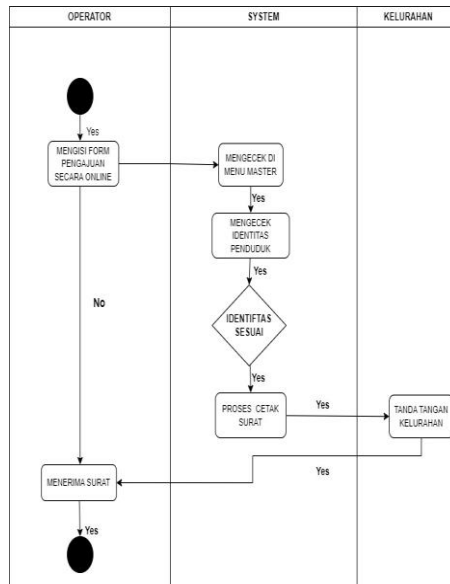 OPERATOR
SYSTEM
KELURAHAN
Yes
MENGISI FORM
PENGAJUAN
SECARA ONLINE
MENGECEK DI
MENU MASTER
Yes
MENGECEK
IDENTITAS
PENDUDUK
Yes
No
IDENTIFTAS
SESUAI
Yes
PROSES CETAK
SURAT
Yes
TANDA TANGAN
KELURAHAN
Yes
MENERIMA SURAT
Yes